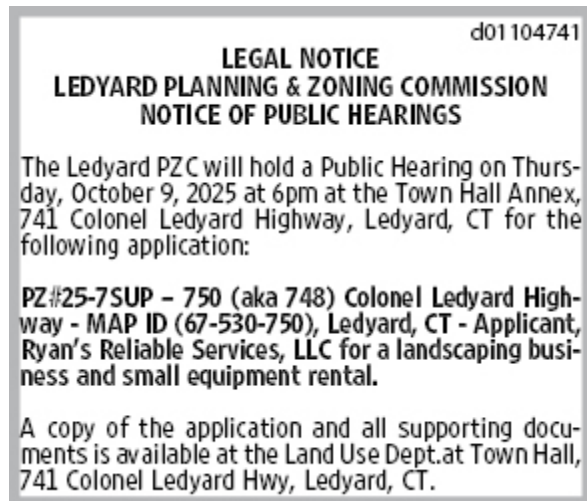 d01104741
LEGAL NOTICE
LEDYARD PLANNING & ZONING COMMISSION
NOTICE OF PUBLIC HEARINGS
The Ledyard PZC will hold a Public Hearing on Thurs-
day, October 9, 2025 at 6pm at the Town Hall Annex,
741 Colonel Ledyard Highway, Ledyard, CT for the
following application:
PZ#25-7SUP – 750 (aka 748) Colonel Ledyard High-
way - MAP ID (67-530-750), Ledyard, CT - Applicant,
Ryan's Reliable Services, LLC for a landscaping busi-
ness and small equipment rental.
A copy of the application and all supporting docu-
ments is available at the Land Use Dept.at Town Hall,
741 Colonel Ledyard Hwy, Ledyard, CT.